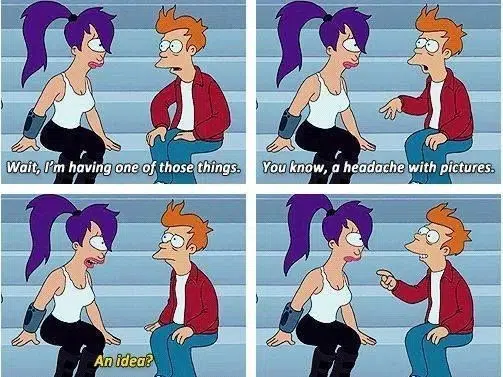 Wait, I'm having one of those things.
You know, a headache with pictures.
An idea?